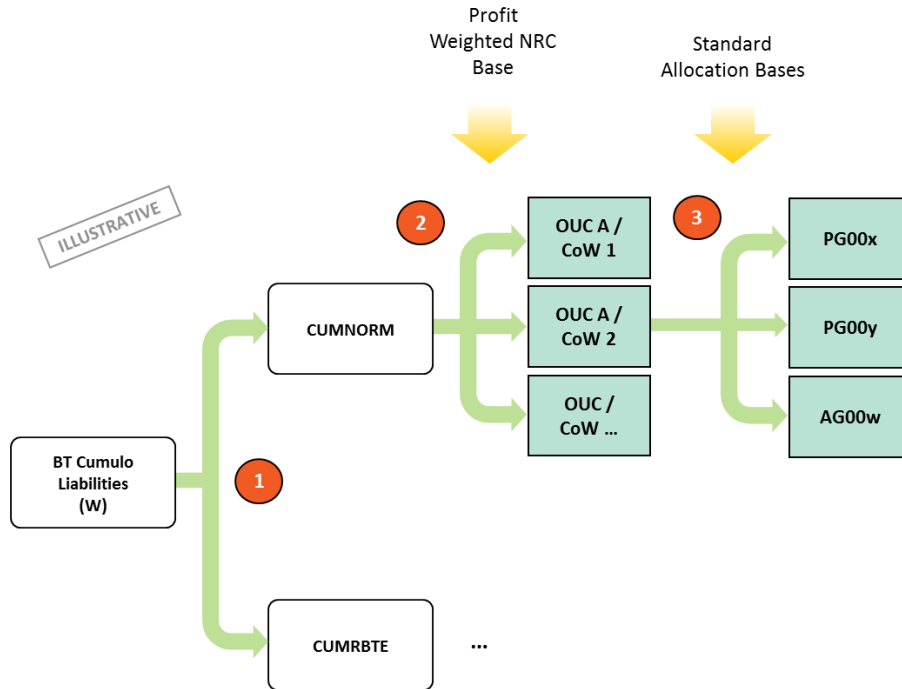 Profit
Weighted NRC
Base
Standard
Allocation Bases
ILLUSTRATIVE
2
3
OUC A /
CoW 1
PG00x
CUMNORM
OUC A /
CoW 2
PG00y
OUC /
CoW ...
AG00w
BT Cumulo
Liabilities
(W)
1
CUMRBTE
...